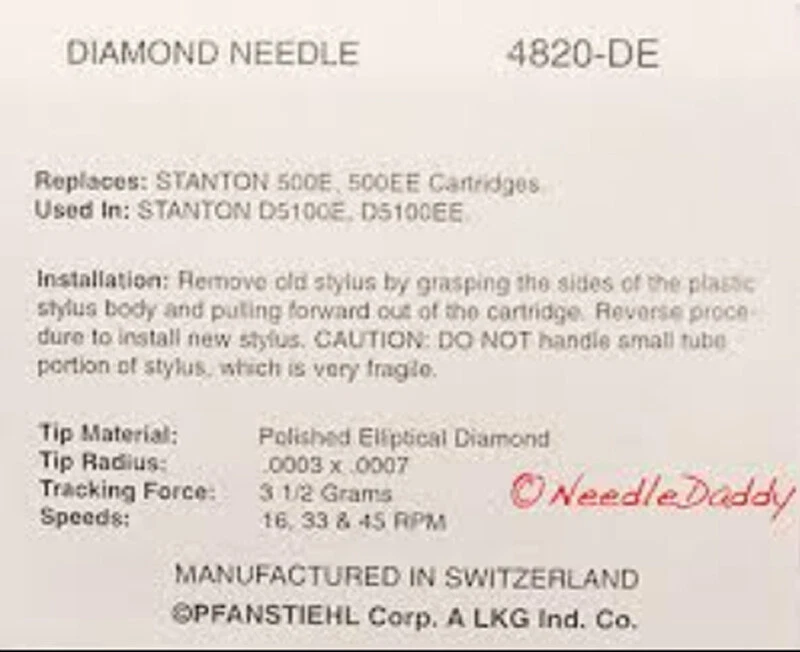 DIAMOND NEEDLE 4820-DE
Replaces: STANTON 500E, 500EE Cartridges.
Used In: STANTON D5100E, D5100EE.
Installation: Remove old stylus by grasping the sides of the plastic
stylus body and pulling forward out of the cartridge. Reverse proce-
dure to install new stylus. CAUTION: DO NOT handle small tube
portion of stylus, which is very fragile.
Tip Material: Polished Elliptical Diamond
Tip Radius: .0003 x .0007
Tracking Force: 3 1/2 Grams
Speeds: 16, 33 & 45 RPM
© NeedleDaddy
MANUFACTURED IN SWITZERLAND
©PFANSTIEHL Corp. A LKG Ind. Co.